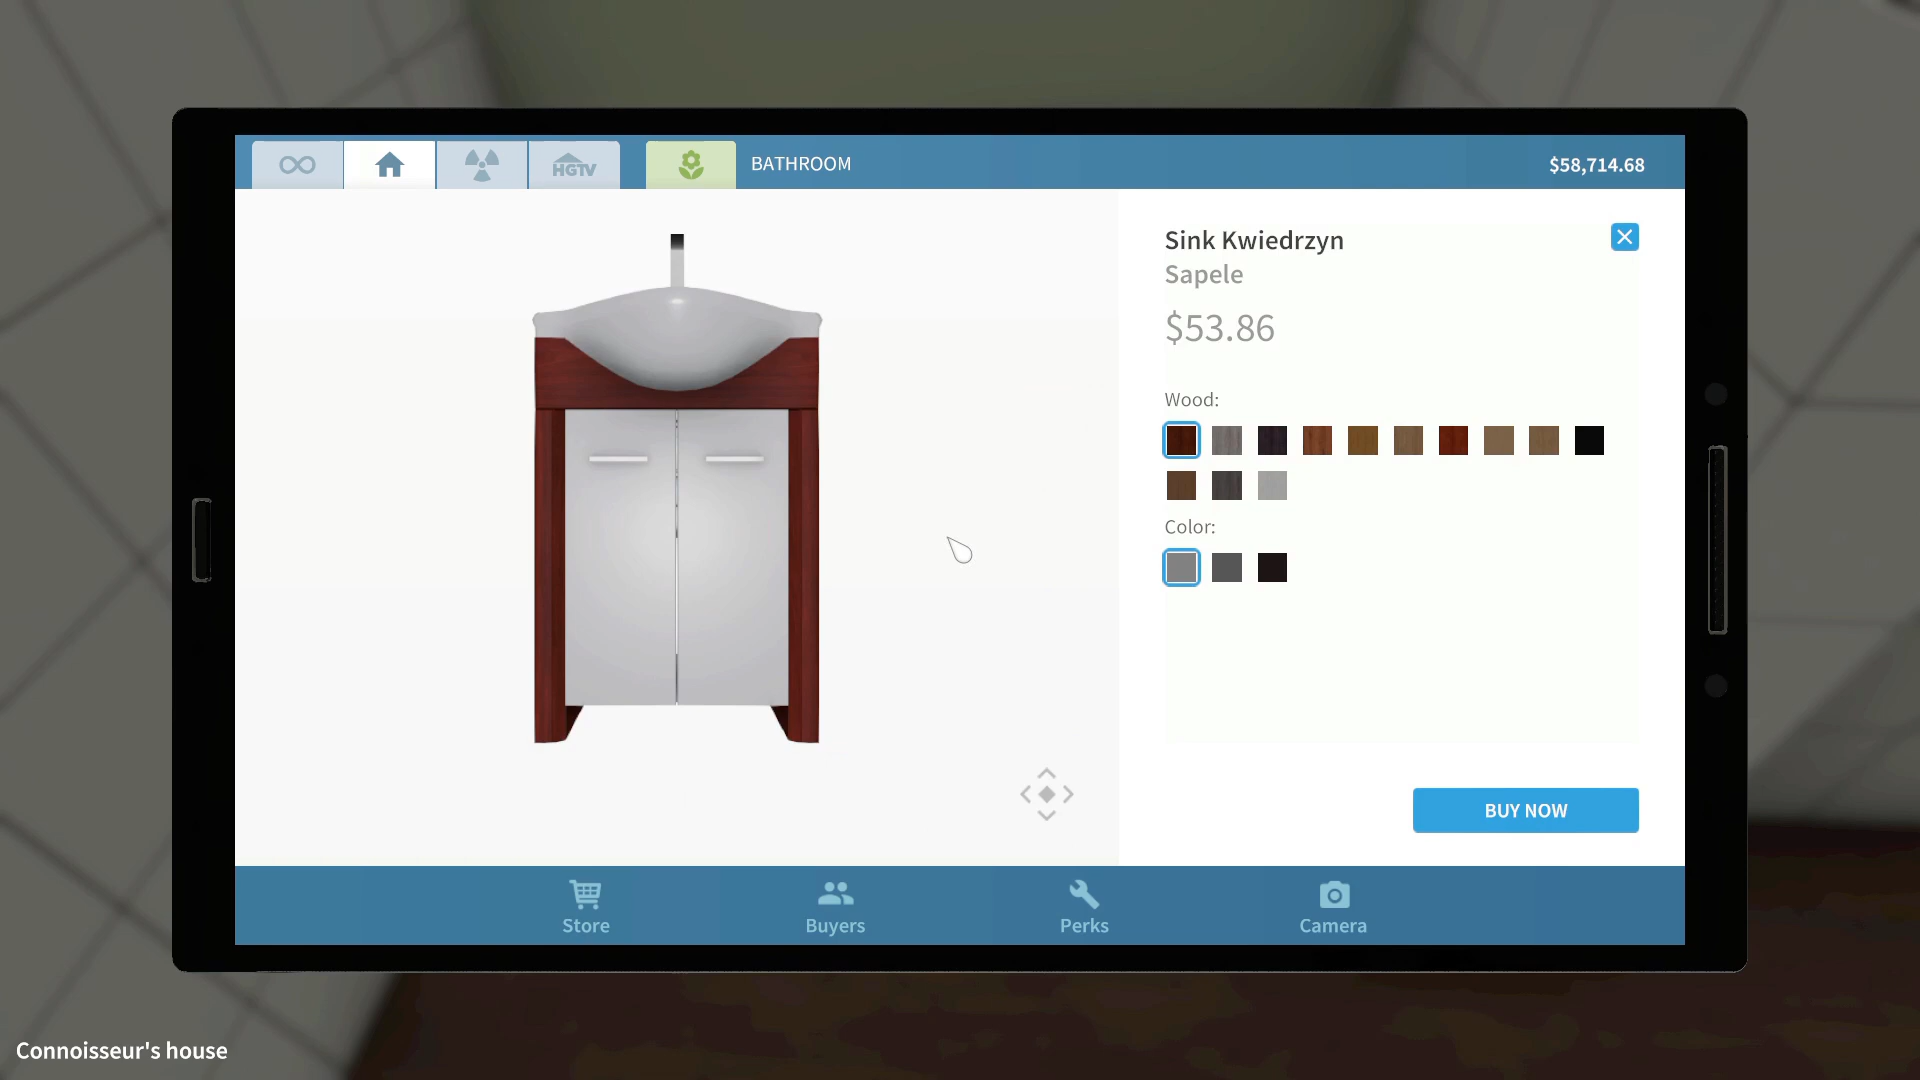 HGTV
BATHROOM
$58,714.68
Sink Kwiedrzyn
Sapele
$53.86
Wood:
Color:
BUY NOW
Store
Buyers
Perks
Camera
Connoisseur's house